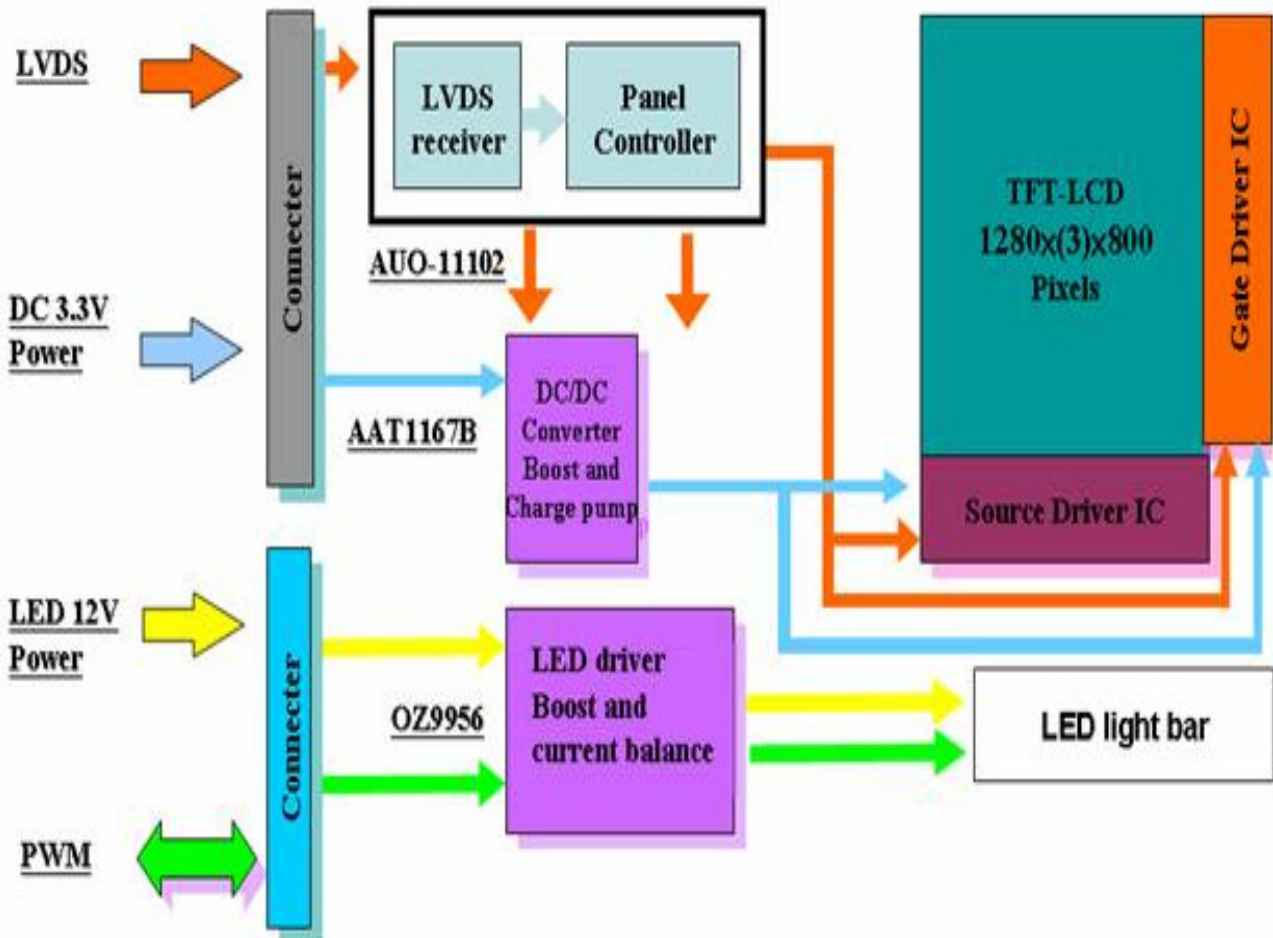 LVDS
Connecter
LVDS
receiver
Panel
Controller
AUO-11102
DC 3.3V
Power
AAT1167B
DC/DC
Converter
Boost and
Charge pump
TFT-LCD
1280x(3)x800
Pixels
Gate Driver IC
Source Driver IC
LED 12V
Power
Connecter
OZ9956
LED driver
Boost and
current balance
LED light bar
PWM